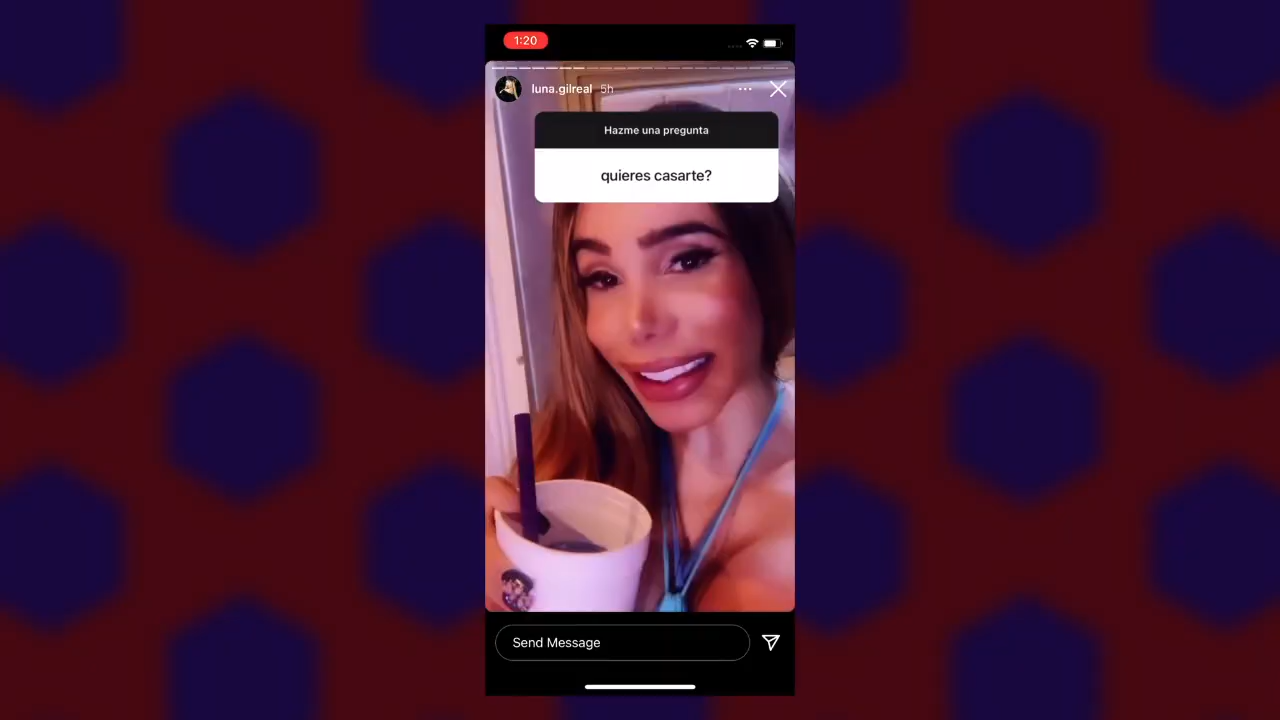 1:20
luna.gilreal 5h
Hazme una pregunta
quieres casarte?
Send Message